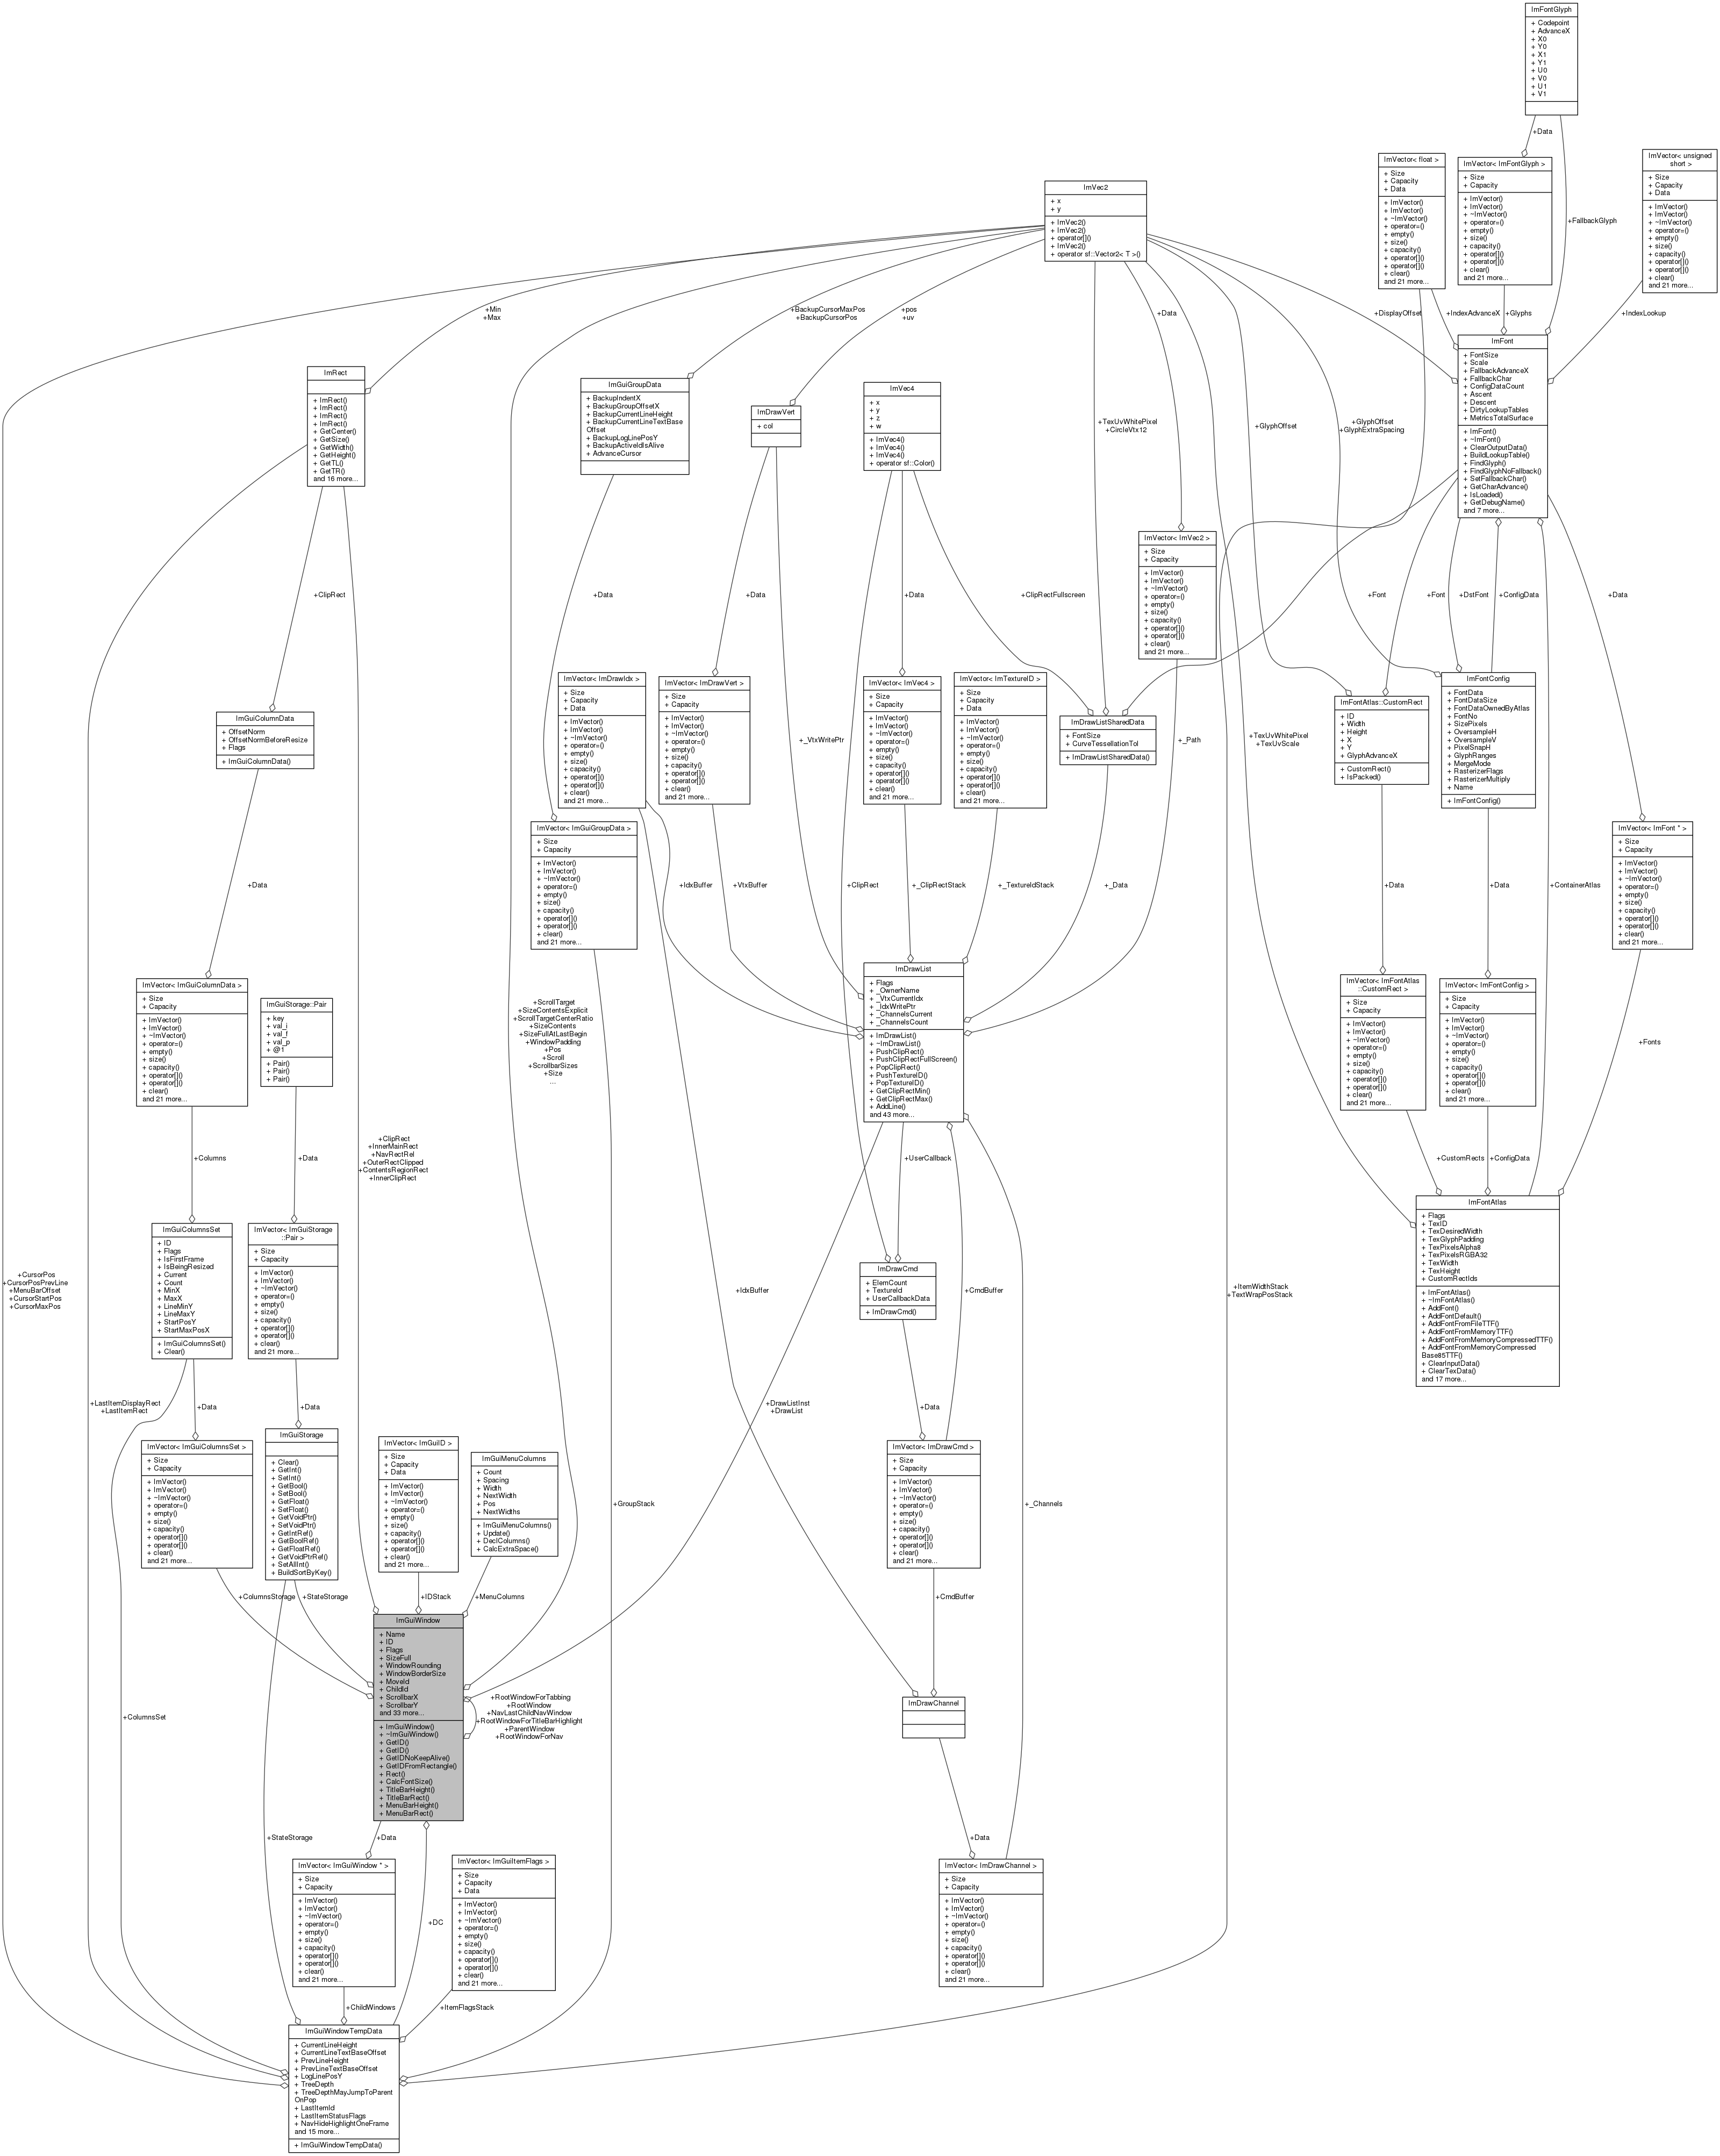 ImFontGlyph
+ Codepoint
+ AdvanceX
+ X0
+ Y0
+ X1
+ Y1
+ U0
+ V0
+ U1
+ V1
+Data
+FallbackGlyph
ImVector< float >
+ Size
+ Capacity
+ Data
+ ImVector()
+ ImVector()
+ ~ImVector()
+ operator=()
+ empty()
+ size()
+ capacity()
+ operator[]()
+ operator[]()
+ clear()
and 21 more...
ImVector< ImFontGlyph >
+ Size
+ Capacity
+ ImVector()
+ ImVector()
+ ~ImVector()
+ operator=()
+ empty()
+ size()
+ capacity()
+ operator[]()
+ operator[]()
+ clear()
and 21 more...
ImVector< unsigned
short >
+ Size
+ Capacity
+ Data
+ ImVector()
+ ImVector()
+ ~ImVector()
+ operator=()
+ empty()
+ size()
+ capacity()
+ operator[]()
+ operator[]()
+ clear()
and 21 more...
ImVec2
+ x
+ y
+ ImVec2()
+ ImVec2()
+ operator[]()
+ ImVec2()
+ operator sf::Vector2< T >()
+Min
+Max
+BackupCursorMaxPos
+BackupCursorPos
+pos
+uv
+Data
+DisplayOffset
+IndexAdvanceX
+Glyphs
+IndexLookup
ImFont
+ FontSize
+ Scale
+ FallbackAdvanceX
+ FallbackChar
+ ConfigDataCount
+ Ascent
+ Descent
+ DirtyLookupTables
+ MetricsTotalSurface
+ ImFont()
+ ~ImFont()
+ ClearOutputData()
+ BuildLookupTable()
+ FindGlyph()
+ FindGlyphNoFallback()
+ SetFallbackChar()
+ GetCharAdvance()
+ IsLoaded()
+ GetDebugName()
and 7 more...
ImRect
+ ImRect()
+ ImRect()
+ ImRect()
+ ImRect()
+ GetCenter()
+ GetSize()
+ GetWidth()
+ GetHeight()
+ GetTL()
+ GetTR()
and 16 more...
ImGuiGroupData
+ BackupIndentX
+ BackupGroupOffsetX
+ BackupCurrentLineHeight
+ BackupCurrentLineTextBase
Offset
+ BackupLogLinePosY
+ BackupActiveIdIsAlive
+ AdvanceCursor
ImDrawVert
+ col
ImVec4
+ x
+ y
+ z
+ w
+ ImVec4()
+ ImVec4()
+ ImVec4()
+ operator sf::Color()
+TexUvWhitePixel
+CircleVtx12
+GlyphOffset
+GlyphOffset
+GlyphExtraSpacing
ImVector< ImVec2 >
+ Size
+ Capacity
+ ImVector()
+ ImVector()
+ ~ImVector()
+ operator=()
+ empty()
+ size()
+ capacity()
+ operator[]()
+ operator[]()
+ clear()
and 21 more...
+ClipRect
+Data
+Data
+Data
+ClipRectFullscreen
+Font
+Font
+DstFont
+ConfigData
+Data
ImGuiColumnData
+ OffsetNorm
+ OffsetNormBeforeResize
+ Flags
+ ImGuiColumnData()
ImVector< ImDrawIdx >
+ Size
+ Capacity
+ Data
+ ImVector()
+ ImVector()
+ ~ImVector()
+ operator=()
+ empty()
+ size()
+ capacity()
+ operator[]()
+ operator[]()
+ clear()
and 21 more...
ImVector< ImDrawVert >
+ Size
+ Capacity
+ ImVector()
+ ImVector()
+ ~ImVector()
+ operator=()
+ empty()
+ size()
+ capacity()
+ operator[]()
+ operator[]()
+ clear()
and 21 more...
+_VtxWritePtr
ImVector< ImVec4 >
+ Size
+ Capacity
+ ImVector()
+ ImVector()
+ ~ImVector()
+ operator=()
+ empty()
+ size()
+ capacity()
+ operator[]()
+ operator[]()
+ clear()
and 21 more...
ImVector< ImTextureID >
+ Size
+ Capacity
+ Data
+ ImVector()
+ ImVector()
+ ~ImVector()
+ operator=()
+ empty()
+ size()
+ capacity()
+ operator[]()
+ operator[]()
+ clear()
and 21 more...
ImDrawListSharedData
+ FontSize
+ CurveTessellationTol
+ ImDrawListSharedData()
+_Path
+TexUvWhitePixel
+TexUvScale
ImFontAtlas::CustomRect
+ ID
+ Width
+ Height
+ X
+ Y
+ GlyphAdvanceX
+ CustomRect()
+ IsPacked()
ImFontConfig
+ FontData
+ FontDataSize
+ FontDataOwnedByAtlas
+ FontNo
+ SizePixels
+ OversampleH
+ OversampleV
+ PixelSnapH
+ GlyphRanges
+ MergeMode
+ RasterizerFlags
+ RasterizerMultiply
+ Name
+ ImFontConfig()
ImVector< ImGuiGroupData >
+ Size
+ Capacity
+ ImVector()
+ ImVector()
+ ~ImVector()
+ operator=()
+ empty()
+ size()
+ capacity()
+ operator[]()
+ operator[]()
+ clear()
and 21 more...
ImVector< ImFont * >
+ Size
+ Capacity
+ ImVector()
+ ImVector()
+ ~ImVector()
+ operator=()
+ empty()
+ size()
+ capacity()
+ operator[]()
+ operator[]()
+ clear()
and 21 more...
+Data
+IdxBuffer
+VtxBuffer
+ClipRect
+_ClipRectStack
+_TextureIdStack
+_Data
+Data
+Data
+ContainerAtlas
ImVector< ImGuiColumnData >
+ Size
+ Capacity
+ ImVector()
+ ImVector()
+ ~ImVector()
+ operator=()
+ empty()
+ size()
+ capacity()
+ operator[]()
+ operator[]()
+ clear()
and 21 more...
ImGuiStorage::Pair
+ key
+ val_i
+ val_f
+ val_p
+ @1
+ Pair()
+ Pair()
+ Pair()
+ScrollTarget
+SizeContentsExplicit
+ScrollTargetCenterRatio
+SizeContents
+SizeFullAtLastBegin
+WindowPadding
+Pos
+Scroll
+ScrollbarSizes
+Size
...
ImDrawList
+ Flags
+ _OwnerName
+ _VtxCurrentIdx
+ _IdxWritePtr
+ _ChannelsCurrent
+ _ChannelsCount
+ ImDrawList()
+ ~ImDrawList()
+ PushClipRect()
+ PushClipRectFullScreen()
+ PopClipRect()
+ PushTextureID()
+ PopTextureID()
+ GetClipRectMin()
+ GetClipRectMax()
+ AddLine()
and 43 more...
ImVector< ImFontAtlas
::CustomRect >
+ Size
+ Capacity
+ ImVector()
+ ImVector()
+ ~ImVector()
+ operator=()
+ empty()
+ size()
+ capacity()
+ operator[]()
+ operator[]()
+ clear()
and 21 more...
ImVector< ImFontConfig >
+ Size
+ Capacity
+ ImVector()
+ ImVector()
+ ~ImVector()
+ operator=()
+ empty()
+ size()
+ capacity()
+ operator[]()
+ operator[]()
+ clear()
and 21 more...
+Fonts
+Columns
+Data
+ClipRect
+InnerMainRect
+NavRectRel
+OuterRectClipped
+ContentsRegionRect
+InnerClipRect
+UserCallback
+CustomRects
+ConfigData
ImFontAtlas
+ Flags
+ TexID
+ TexDesiredWidth
+ TexGlyphPadding
+ TexPixelsAlpha8
+ TexPixelsRGBA32
+ TexWidth
+ TexHeight
+ CustomRectIds
+ ImFontAtlas()
+ ~ImFontAtlas()
+ AddFont()
+ AddFontDefault()
+ AddFontFromFileTTF()
+ AddFontFromMemoryTTF()
+ AddFontFromMemoryCompressedTTF()
+ AddFontFromMemoryCompressed
Base85TTF()
+ ClearInputData()
+ ClearTexData()
and 17 more...
+CursorPos
+CursorPosPrevLine
+MenuBarOffset
+CursorStartPos
+CursorMaxPos
ImGuiColumnsSet
+ ID
+ Flags
+ IsFirstFrame
+ IsBeingResized
+ Current
+ Count
+ MinX
+ MaxX
+ LineMinY
+ LineMaxY
+ StartPosY
+ StartMaxPosX
+ ImGuiColumnsSet()
+ Clear()
ImVector< ImGuiStorage
::Pair >
+ Size
+ Capacity
+ ImVector()
+ ImVector()
+ ~ImVector()
+ operator=()
+ empty()
+ size()
+ capacity()
+ operator[]()
+ operator[]()
+ clear()
and 21 more...
+IdxBuffer
ImDrawCmd
+ ElemCount
+ TextureId
+ UserCallbackData
+ ImDrawCmd()
+CmdBuffer
+ItemWidthStack
+TextWrapPosStack
+LastItemDisplayRect
+LastItemRect
+Data
+Data
+DrawListInst
+DrawList
+Data
ImVector< ImGuiColumnsSet >
+ Size
+ Capacity
+ ImVector()
+ ImVector()
+ ~ImVector()
+ operator=()
+ empty()
+ size()
+ capacity()
+ operator[]()
+ operator[]()
+ clear()
and 21 more...
ImGuiStorage
+ Clear()
+ GetInt()
+ SetInt()
+ GetBool()
+ SetBool()
+ GetFloat()
+ SetFloat()
+ GetVoidPtr()
+ SetVoidPtr()
+ GetIntRef()
+ GetBoolRef()
+ GetFloatRef()
+ GetVoidPtrRef()
+ SetAllInt()
+ BuildSortByKey()
ImVector< ImGuiID >
+ Size
+ Capacity
+ Data
+ ImVector()
+ ImVector()
+ ~ImVector()
+ operator=()
+ empty()
+ size()
+ capacity()
+ operator[]()
+ operator[]()
+ clear()
and 21 more...
ImGuiMenuColumns
+ Count
+ Spacing
+ Width
+ NextWidth
+ Pos
+ NextWidths
+ ImGuiMenuColumns()
+ Update()
+ DeclColumns()
+ CalcExtraSpace()
+GroupStack
ImVector< ImDrawCmd >
+ Size
+ Capacity
+ ImVector()
+ ImVector()
+ ~ImVector()
+ operator=()
+ empty()
+ size()
+ capacity()
+ operator[]()
+ operator[]()
+ clear()
and 21 more...
+_Channels
+ColumnsStorage
+StateStorage
+IDStack
+MenuColumns
+CmdBuffer
ImGuiWindow
+ Name
+ ID
+ Flags
+ SizeFull
+ WindowRounding
+ WindowBorderSize
+ MoveId
+ ChildId
+ ScrollbarX
+ ScrollbarY
and 33 more...
+ ImGuiWindow()
+ ~ImGuiWindow()
+ GetID()
+ GetID()
+ GetIDNoKeepAlive()
+ GetIDFromRectangle()
+ Rect()
+ CalcFontSize()
+ TitleBarHeight()
+ TitleBarRect()
+ MenuBarHeight()
+ MenuBarRect()
+RootWindowForTabbing
+RootWindow
+NavLastChildNavWindow
+RootWindowForTitleBarHighlight
+ParentWindow
+RootWindowForNav
ImDrawChannel
+ColumnsSet
+StateStorage
+Data
+DC
+Data
ImVector< ImGuiWindow * >
+ Size
+ Capacity
+ ImVector()
+ ImVector()
+ ~ImVector()
+ operator=()
+ empty()
+ size()
+ capacity()
+ operator[]()
+ operator[]()
+ clear()
and 21 more...
ImVector< ImGuiItemFlags >
+ Size
+ Capacity
+ Data
+ ImVector()
+ ImVector()
+ ~ImVector()
+ operator=()
+ empty()
+ size()
+ capacity()
+ operator[]()
+ operator[]()
+ clear()
and 21 more...
ImVector< ImDrawChannel >
+ Size
+ Capacity
+ ImVector()
+ ImVector()
+ ~ImVector()
+ operator=()
+ empty()
+ size()
+ capacity()
+ operator[]()
+ operator[]()
+ clear()
and 21 more...
+ChildWindows
+ItemFlagsStack
ImGuiWindowTempData
+ CurrentLineHeight
+ CurrentLineTextBaseOffset
+ PrevLineHeight
+ PrevLineTextBaseOffset
+ LogLinePosY
+ TreeDepth
+ TreeDepthMayJumpToParent
OnPop
+ LastItemId
+ LastItemStatusFlags
+ NavHideHighlightOneFrame
and 15 more...
+ ImGuiWindowTempData()